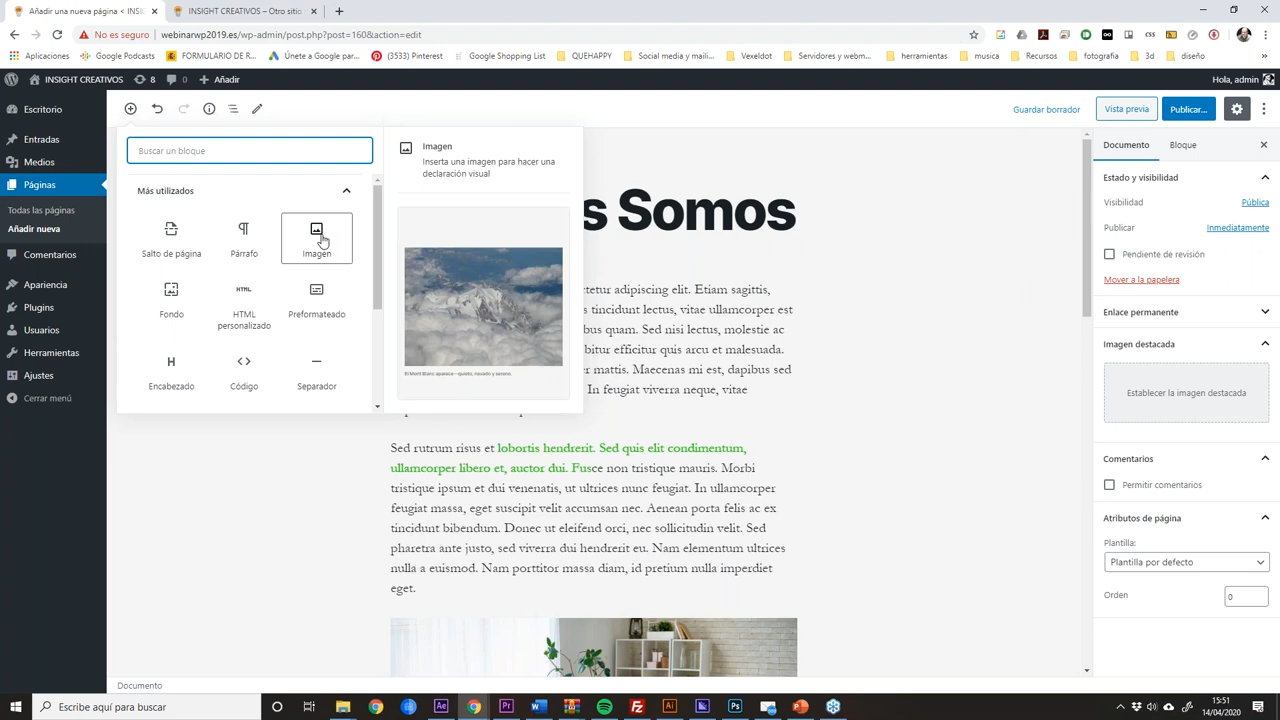 Añadir una nueva página < INSI
INSIGHT CREATIVOS – Otro sitio
No es seguro
webinarwp2019.es/wp-admin/post.php?post=160&action=edit
Aplicaciones
Google Podcasts
FORMULARIO DE R...
Únete a Google par...
(3533) Pinterest
Google Shopping List
QUEHAPPY
Social media y maili...
Vexeldot
Servidores y webm...
herramientas
musica
Recursos
fotografia
3d
diseño
INSIGHT CREATIVOS
8
0
Añadir
Hola, admin
Escritorio
Entradas
Medios
Páginas
Todas las páginas
Añadir nueva
Comentarios
Apariencia
Plugins
Usuarios
Herramientas
Ajustes
Cerrar menú
Guardar borrador
Vista previa
Publicar...
Buscar un bloque
Más utilizados
Salto de página
Párrafo
Imagen
Fondo
HTML
HTML
personalizado
Preformateado
H
Encabezado
Código
Separador
Imagen
Inserta una imagen para hacer una
declaración visual
El Mont Blanc aparece—quieto, nevado y sereno.
s Somos
ctetur adipiscing elit. Etiam sagittis,
s tincidunt lectus, vitae ullamcorper est
bus quam. Sed nisi lectus, molestie ac
bitur efficitur quis arcu et malesuada.
er mattis. Maecenas mi est, dapibus sed
In feugiat viverra neque, vitae
Sed rutrum risus et lobortis hendrerit. Sed quis elit condimentum,
ullamcorper libero et, auctor dui. Fusce non tristique mauris. Morbi
tristique ipsum et dui venenatis, ut ultrices nunc feugiat. In ullamcorper
feugiat massa, eget suscipit velit accumsan nec. Aenean porta felis ac ex
tincidunt bibendum. Donec ut eleifend orci, nec sollicitudin velit. Sed
pharetra ante justo, sed viverra dui hendrerit eu. Nam elementum ultrices
nulla a euismod. Nam porttitor massa diam, id pretium nulla imperdiet
eget.
Documento
Bloque
Estado y visibilidad
Visibilidad
Pública
Publicar
Inmediatamente
Pendiente de revisión
Mover a la papelera
Enlace permanente
Imagen destacada
Establecer la imagen destacada
Comentarios
Permitir comentarios
Atributos de página
Plantilla:
Plantilla por defecto
Orden
0
Documento
Escribe aquí para buscar
15:51
14/04/2020